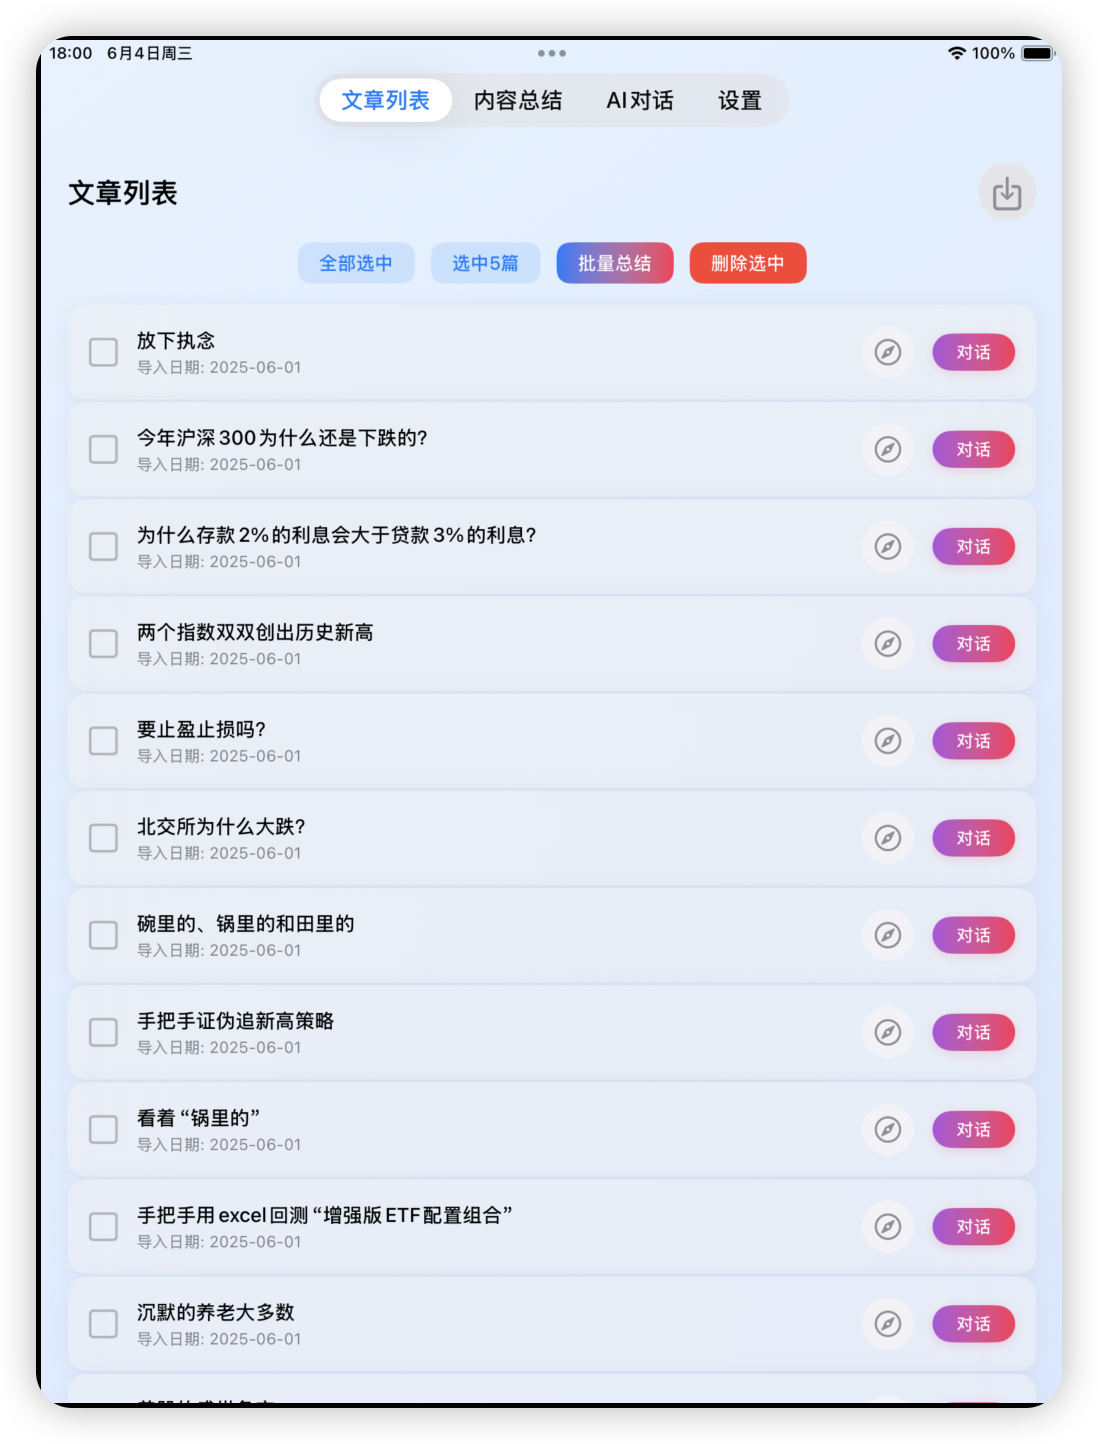 18:00 6月4日周三
100%
文章列表 内容总结 AI对话 设置
文章列表
全部选中 选中5篇 批量总结 删除选中
放下执念
导入日期: 2025-06-01
对话
今年沪深300为什么还是下跌的?
导入日期: 2025-06-01
对话
为什么存款2%的利息会大于贷款3%的利息?
导入日期: 2025-06-01
对话
两个指数双双创出历史新高
导入日期: 2025-06-01
对话
要止盈止损吗?
导入日期: 2025-06-01
对话
北交所为什么大跌?
导入日期: 2025-06-01
对话
碗里的、锅里的和田里的
导入日期: 2025-06-01
对话
手把手证伪追新高策略
导入日期: 2025-06-01
对话
看着“锅里的”
导入日期: 2025-06-01
对话
手把手用excel回测“增强版ETF配置组合”
导入日期: 2025-06-01
对话
沉默的养老大多数
导入日期: 2025-06-01
对话